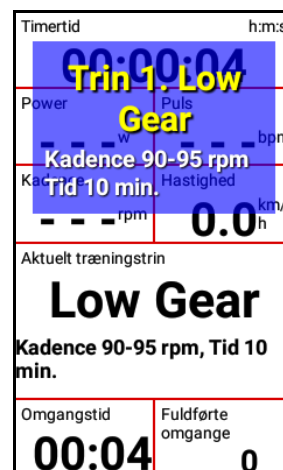 Timertid h:m:s
00:00:04
Trin 1. Low
Gear
Power Puls
- - - w bpm
Kadence 90-95 rpm
Tid 10 min.
Hastighed
- - - rpm 0.0 km/
h
Aktuelt træningstrin
Low Gear
Kadence 90-95 rpm, Tid 10
min.
Omgangstid Fuldførte
omgange
00:04 0